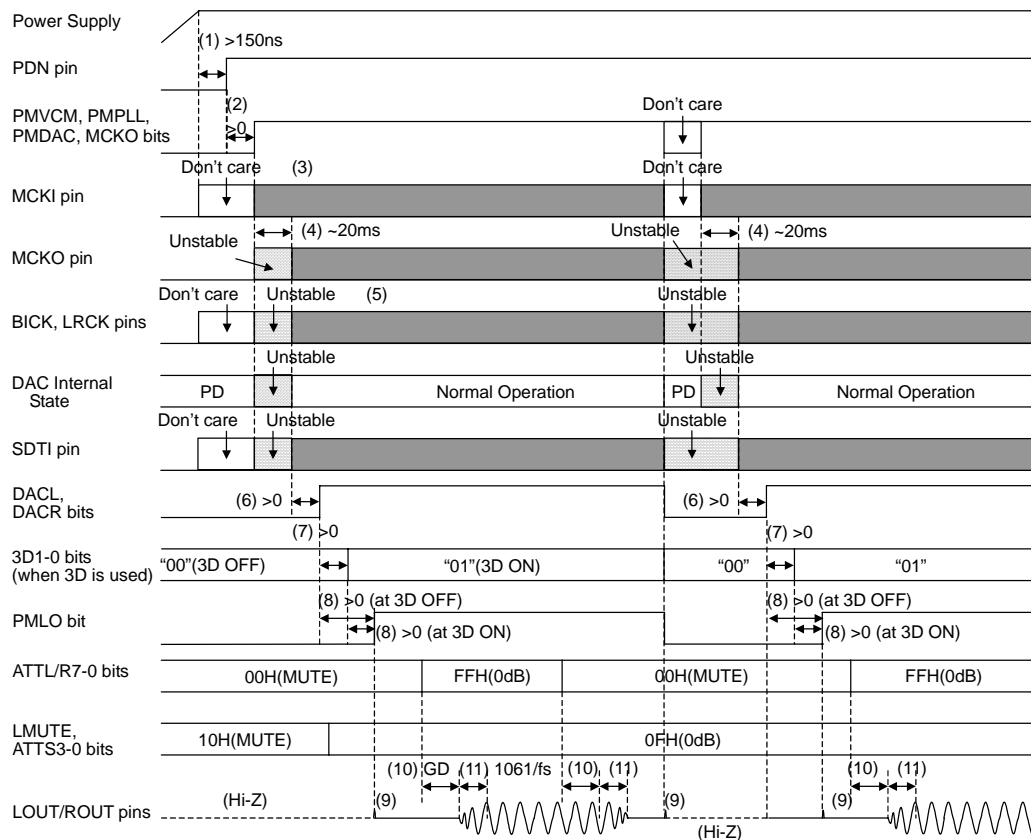 Power Supply
(1) >150ns
PDN pin
(2)
>0
PMVCM, PMPLL,
PMDAC, MCKO bits
Don't care
Don't care (3) Don't care
MCKI pin
(4) ~20ms
Unstable
Unstable
(4) ~20ms
MCKO pin
Don't care Unstable (5) Unstable
BICK, LRCK pins
Unstable Unstable
DAC Internal
State
PD Normal Operation PD Normal Operation
Don't care Unstable Unstable
SDTI pin
DACL,
DACR bits
(6) >0 (6) >0
(7) >0 (7) >0
3D1-0 bits
(when 3D is used)
“00”(3D OFF) “01”(3D ON) “00” “01”
(8) >0 (at 3D OFF) (8) >0 (at 3D OFF)
PMLO bit
(8) >0 (at 3D ON) (8) >0 (at 3D ON)
ATTL/R7-0 bits
00H(MUTE) FFH(0dB) 00H(MUTE) FFH(0dB)
LMUTE,
ATTS3-0 bits
10H(MUTE) 0FH(0dB)
(10) GD (11) 1061/fs (10) (11) (10) (11)
LOUT/ROUT pins
(Hi-Z) (9) (9) (Hi-Z) (9)